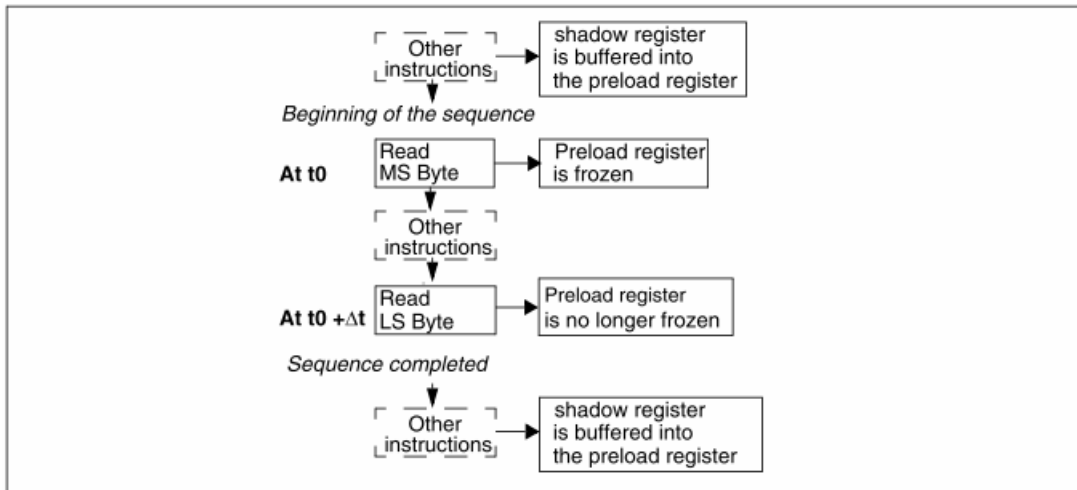 Other
instructions
shadow register
is buffered into
the preload register
Beginning of the sequence
At t0
Read
MS Byte
Preload register
is frozen
Other
instructions
At t0 +Δt
Read
LS Byte
Preload register
is no longer frozen
Sequence completed
Other
instructions
shadow register
is buffered into
the preload register